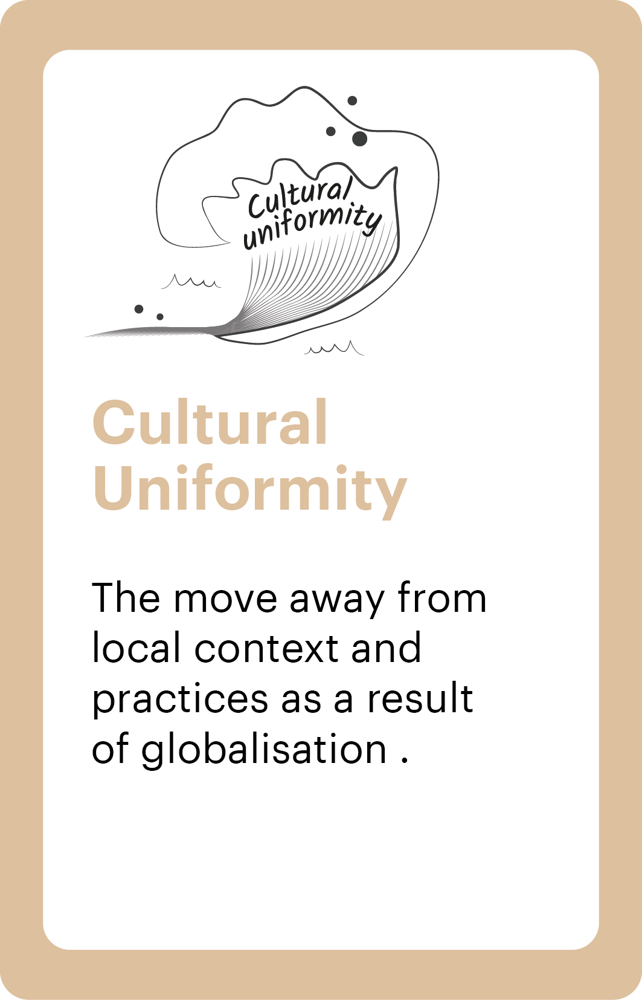 Cultural
uniformity
Cultural
Uniformity
The move away from
local context and
practices as a result
of globalisation .